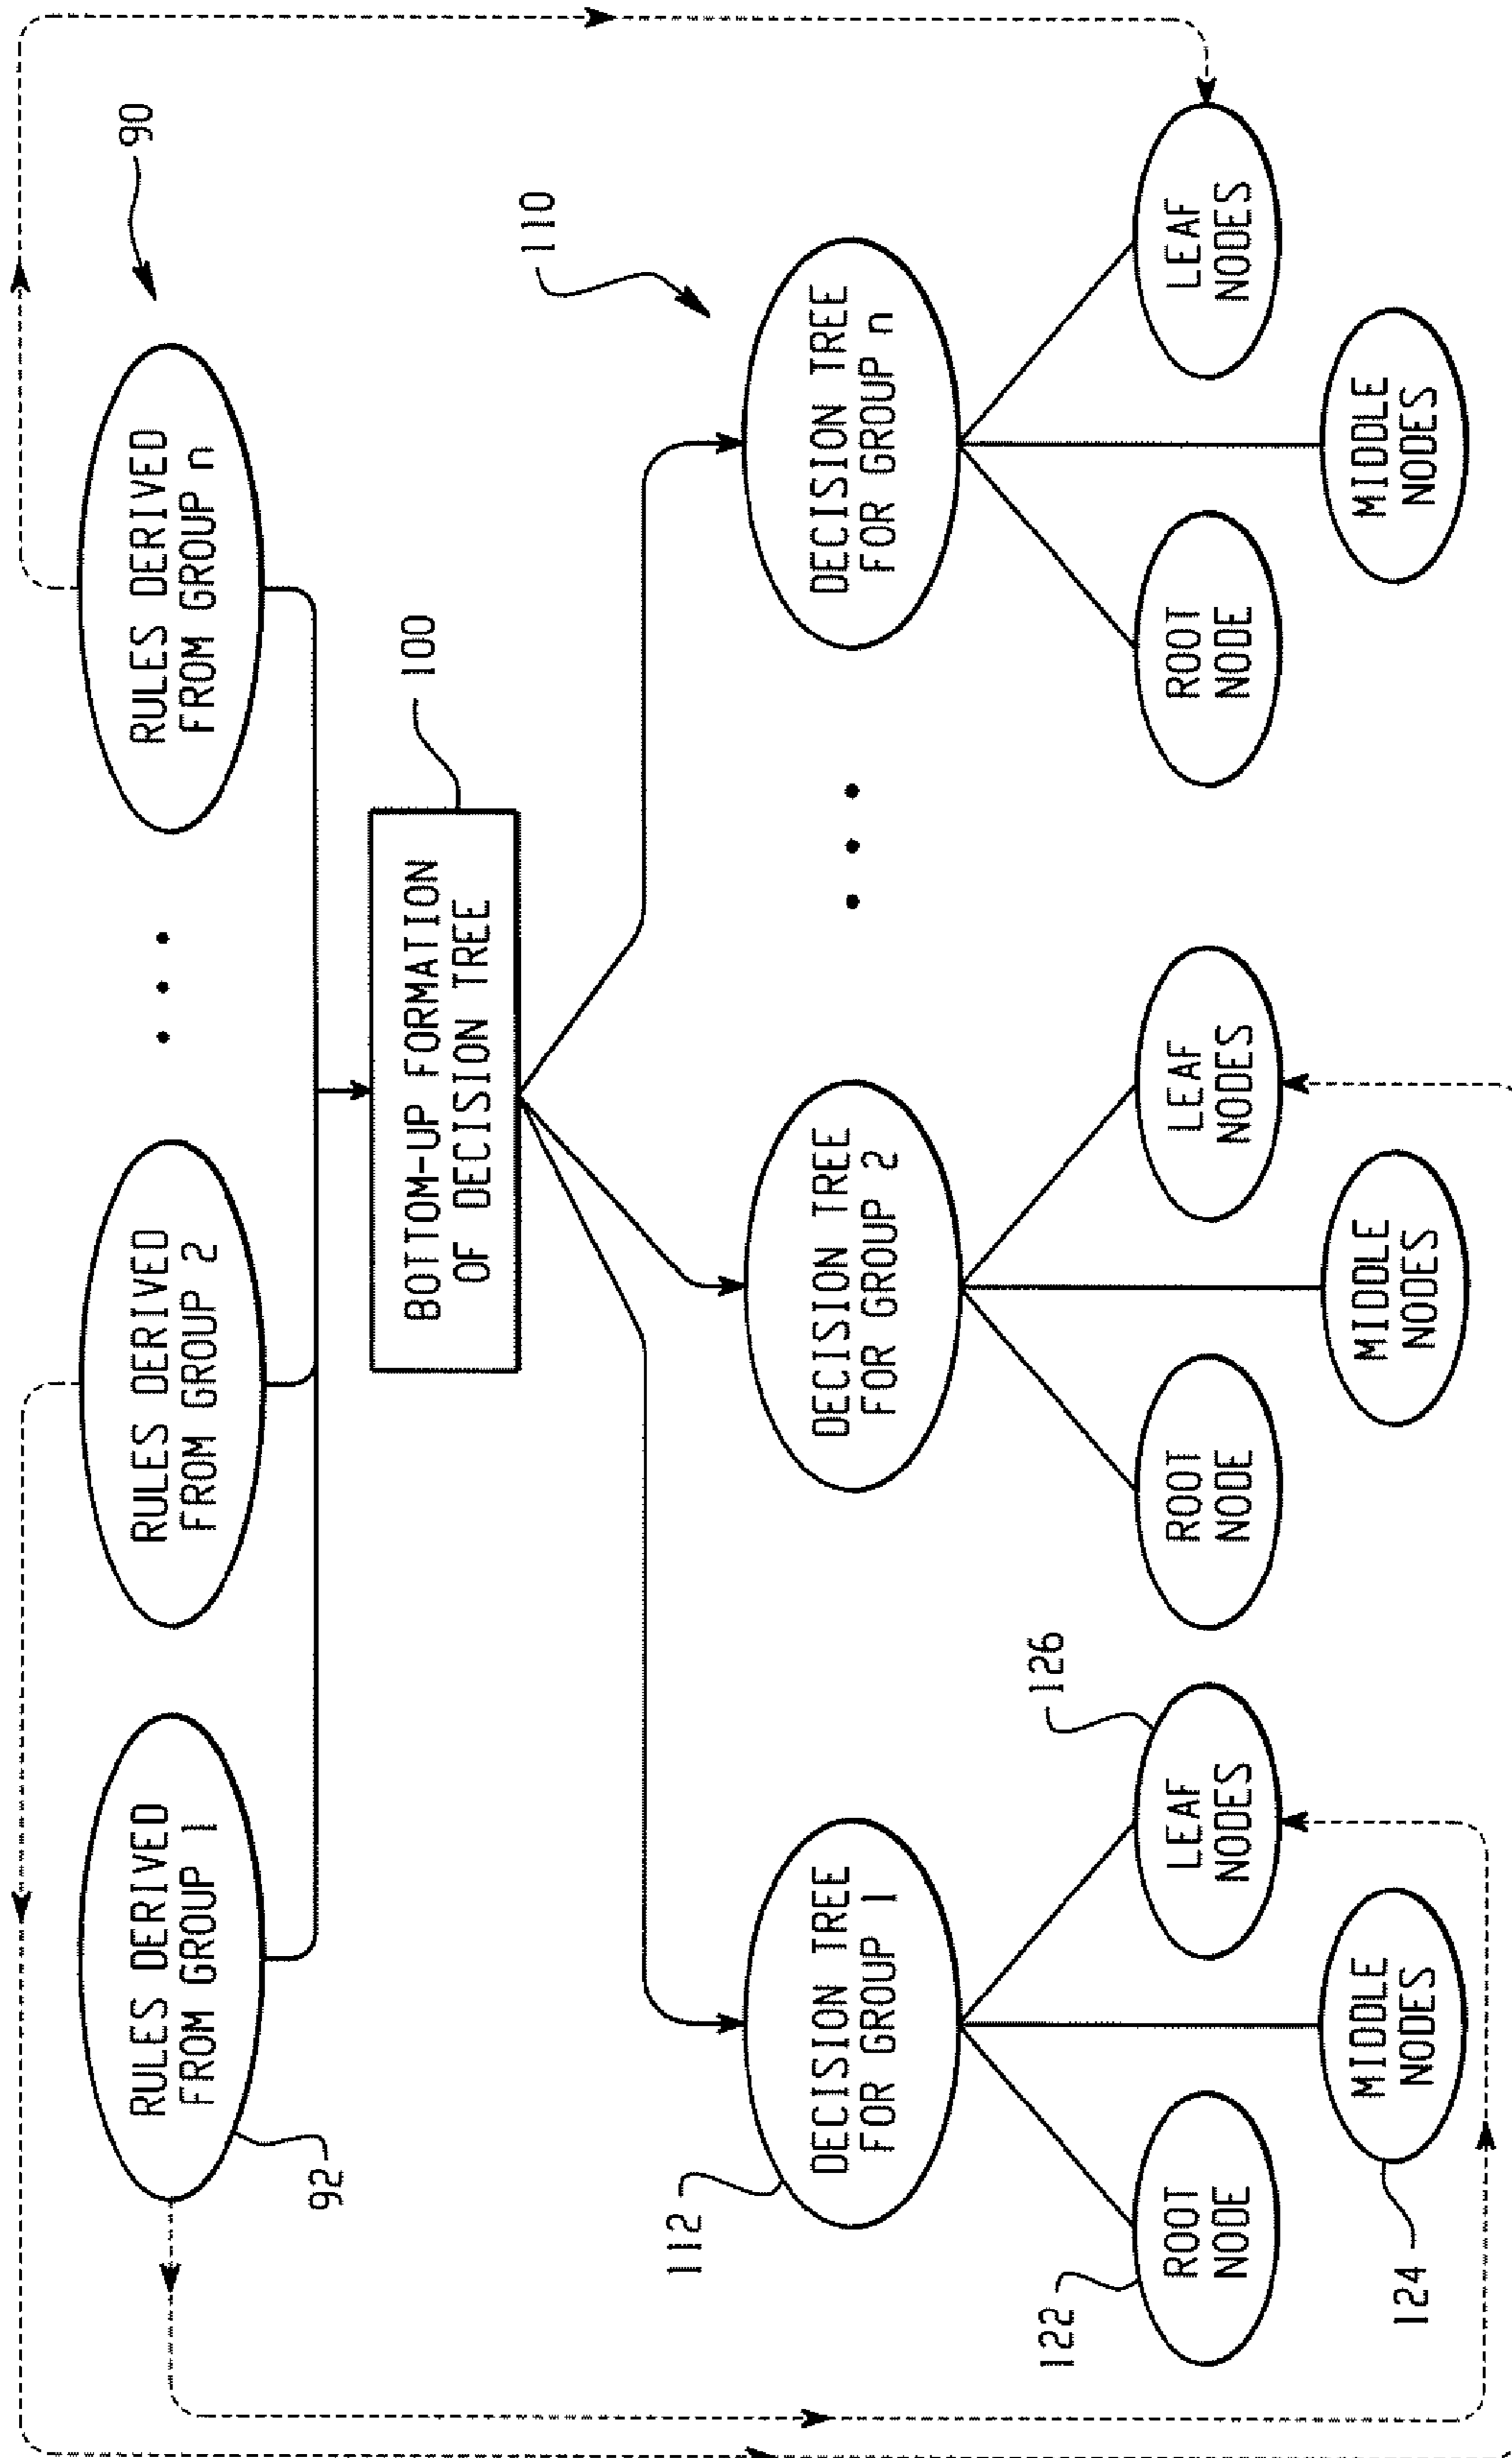 90
RULES DERIVED
FROM GROUP 1
RULES DERIVED
FROM GROUP 2
RULES DERIVED
FROM GROUP n
92
100
BOTTOM-UP FORMATION
OF DECISION TREE
110
112
DECISION TREE
FOR GROUP 1
DECISION TREE
FOR GROUP 2
DECISION TREE
FOR GROUP n
122
ROOT
NODE
126
LEAF
NODES
ROOT
NODE
LEAF
NODES
ROOT
NODE
LEAF
NODES
124
MIDDLE
NODES
MIDDLE
NODES
MIDDLE
NODES